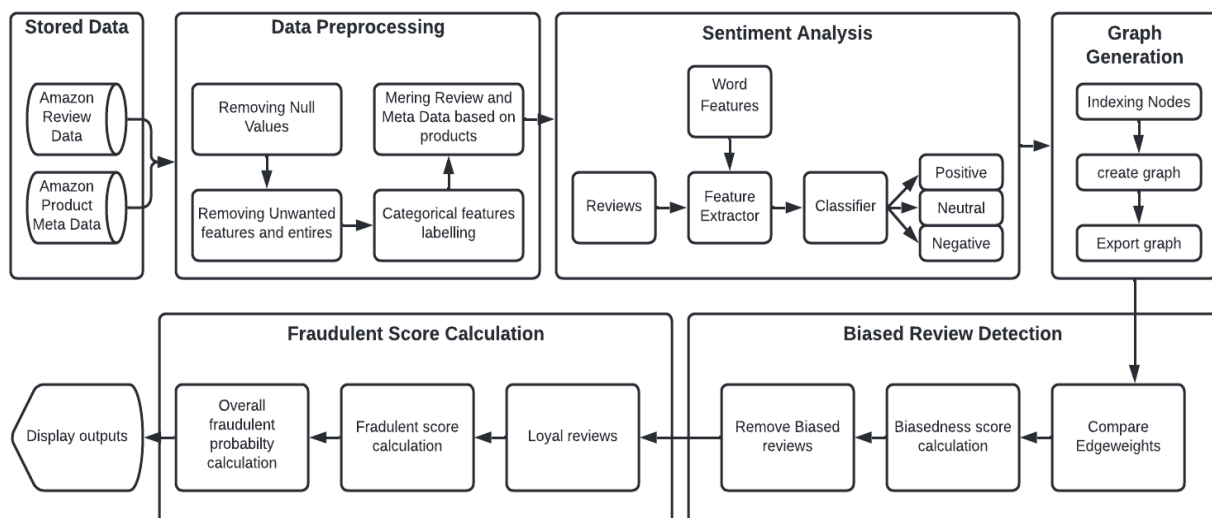 Stored Data
Amazon
Review
Data
Amazon
Product
Meta Data
Data Preprocessing
Removing Null
Values
Removing Unwanted
features and entires
Categorical features
labelling
Mering Review and
Meta Data based on
products
Sentiment Analysis
Word
Features
Reviews
Feature
Extractor
Classifier
Positive
Neutral
Negative
Graph
Generation
Indexing Nodes
create graph
Export graph
Biased Review Detection
Compare
Edgeweights
Biasedness score
calculation
Remove Biased
reviews
Fraudulent Score Calculation
Loyal reviews
Fradulent score
calculation
Overall
fraudulent
probabilty
calculation
Display outputs